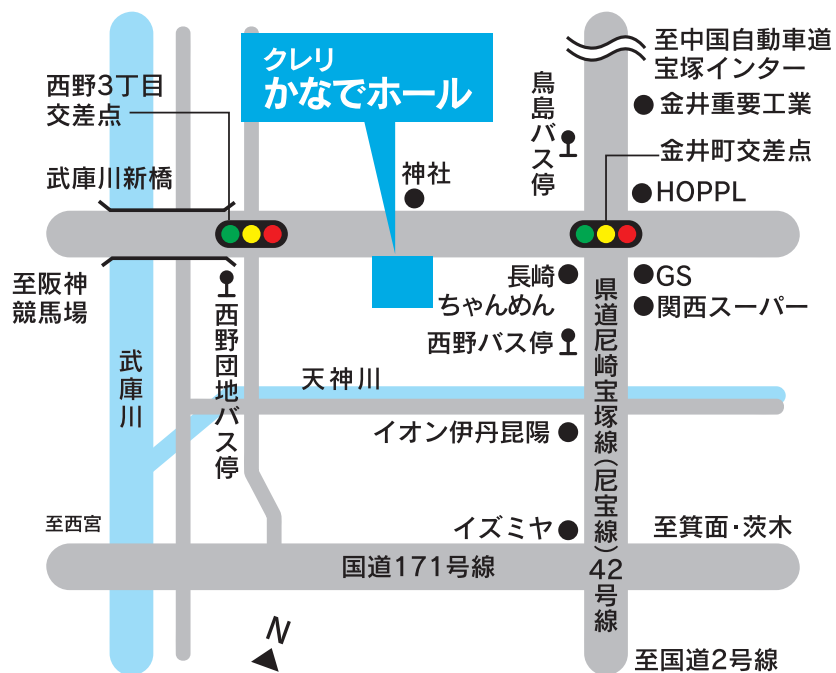 至中国自動車道
宝塚インター
クレリ
かなでホール
西野3丁目
交差点
鳥島バス停
金井重要工業
金井町交差点
武庫川新橋
神社
HOPPL
至阪神
競馬場
長崎
ちゃんめん
GS
関西スーパー
西野バス停
県道尼崎宝塚線(尼宝線)42号線
武庫川
西野団地バス停
天神川
イオン伊丹昆陽
至西宮
イズミヤ
至箕面・茨木
国道171号線
N
至国道2号線